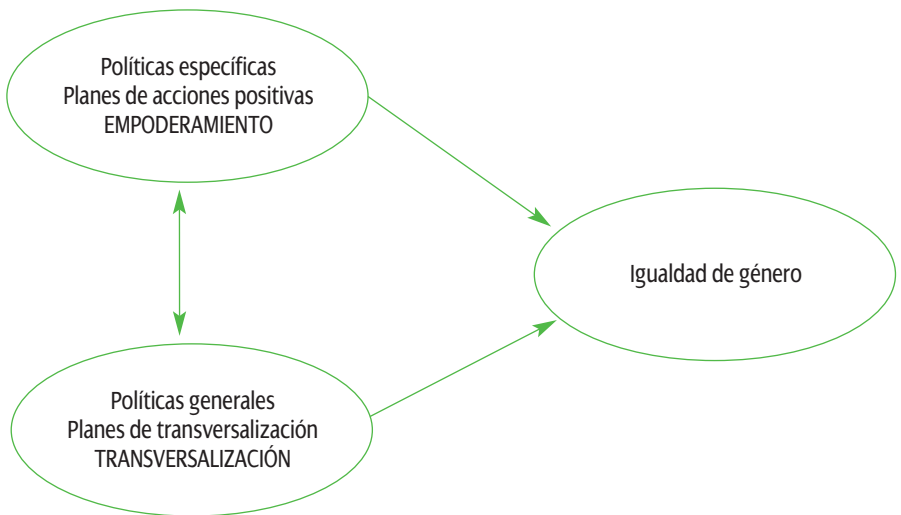 Políticas específicas
Planes de acciones positivas
EMPODERAMIENTO
Igualdad de género
Políticas generales
Planes de transversalización
TRANSVERSALIZACIÓN